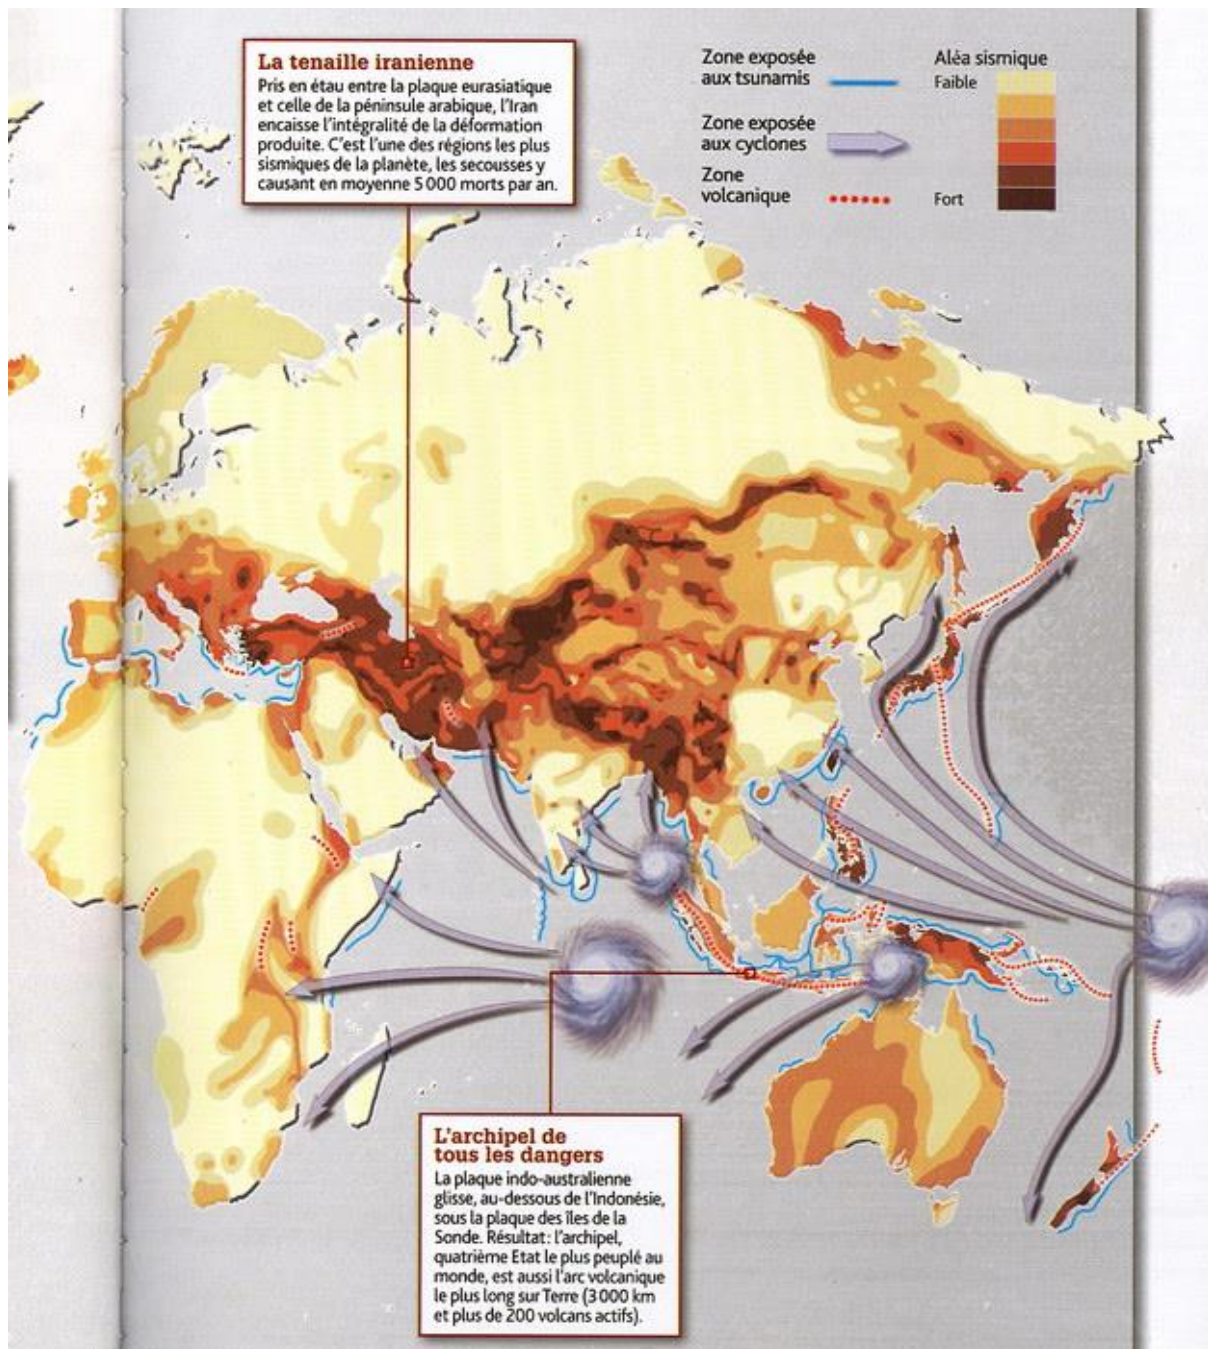 La tenaille iranienne
Pris en étau entre la plaque eurasiatique
et celle de la péninsule arabique, l'Iran
encaisse l'intégralité de la déformation
produite. C'est l'une des régions les plus
sismiques de la planète, les secousses y
causant en moyenne 5 000 morts par an.
Zone exposée
aux tsunamis
Zone exposée
aux cyclones
Zone
volcanique
Aléa sismique
Faible
Fort
L'archipel de
tous les dangers
La plaque indo-australienne
glisse, au-dessous de l'Indonésie,
sous la plaque des îles de la
Sonde. Résultat: l'archipel,
quatrième Etat le plus peuplé au
monde, est aussi l'arc volcanique
le plus long sur Terre (3 000 km
et plus de 200 volcans actifs).